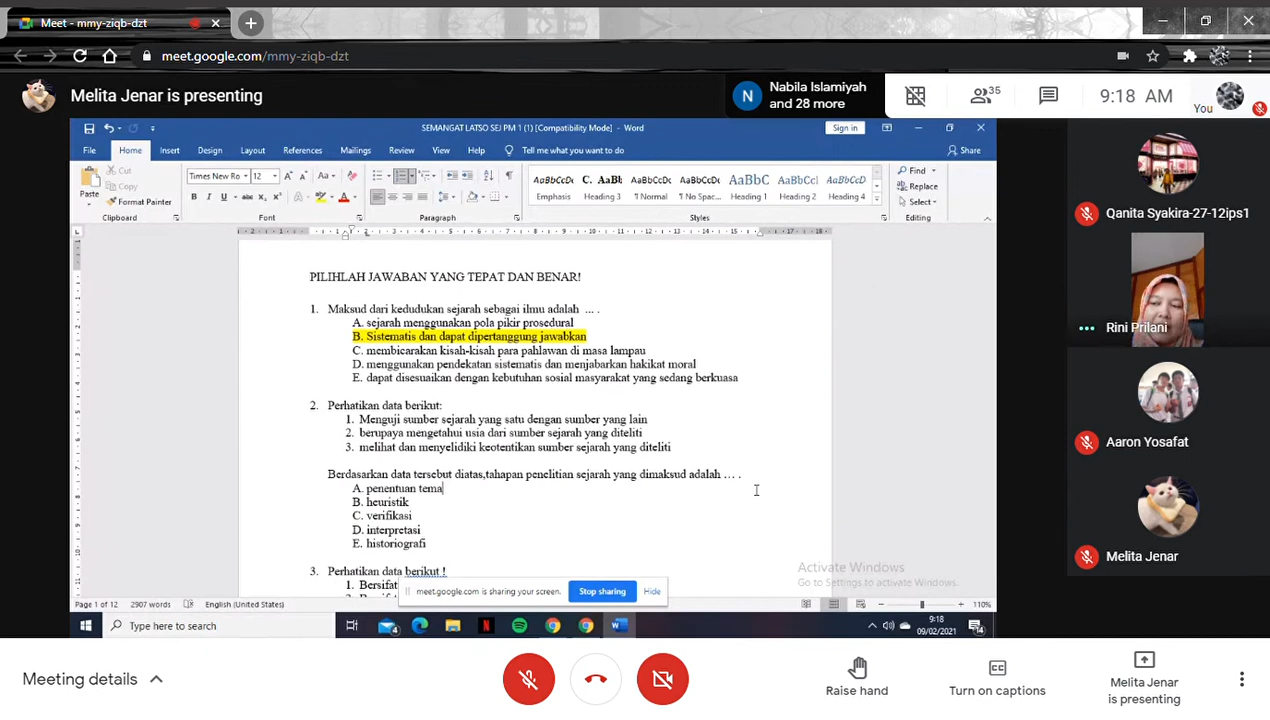 Meet - mmy-ziqb-dzt
meet.google.com/mmy-ziqb-dzt
Melita Jenar is presenting
N
Nabila Islamiyah
and 28 more
35
9:18 AM
You
SEMANGAT LATSO SEJ PM 1 (1) [Compatibility Mode] - Word
Sign in
File Home Insert Design Layout References Mailings Review View Help Tell me what you want to do Share
Paste
Cut
Copy
Format Painter
Times New Ro 12
AaBbCcDc AaBbC AaBbCcDc AaBbCcDc AaBbC AaBbCcI AaBbCcD
Emphasis Heading 3 ¶ Normal ¶ No Spac... Heading 1 Heading 2 Heading 4
Find
Replace
Select
Clipboard Font Paragraph Styles Editing
PILIHLAH JAWABAN YANG TEPAT DAN BENAR!
1. Maksud dari kedudukan sejarah sebagai ilmu adalah ... .
A. sejarah menggunakan pola pikir prosedural
B. Sistematis dan dapat dipertanggung jawabkan
C. membicarakan kisah-kisah para pahlawan di masa lampau
D. menggunakan pendekatan sistematis dan menjabarkan hakikat moral
E. dapat disesuaikan dengan kebutuhan sosial masyarakat yang sedang berkuasa
2. Perhatikan data berikut:
1. Menguji sumber sejarah yang satu dengan sumber yang lain
2. berupaya mengetahui usia dari sumber sejarah yang diteliti
3. melihat dan menyelidiki keotentikan sumber sejarah yang diteliti
Berdasarkan data tersebut diatas,tahapan penelitian sejarah yang dimaksud adalah ... .
A. penentuan tema
B. heuristik
C. verifikasi
D. interpretasi
E. historiografi
3. Perhatikan data berikut !
1. Bersifat
meet.google.com is sharing your screen.
Stop sharing
Hide
Activate Windows
Go to Settings to activate Windows.
Page 1 of 12 2907 words English (United States) 110%
Type here to search
4
9:18
09/02/2021
14
Qanita Syakira-27-12ips1
Rini Prilani
Aaron Yosafat
Melita Jenar
Meeting details
Raise hand
Turn on captions
Melita Jenar
is presenting